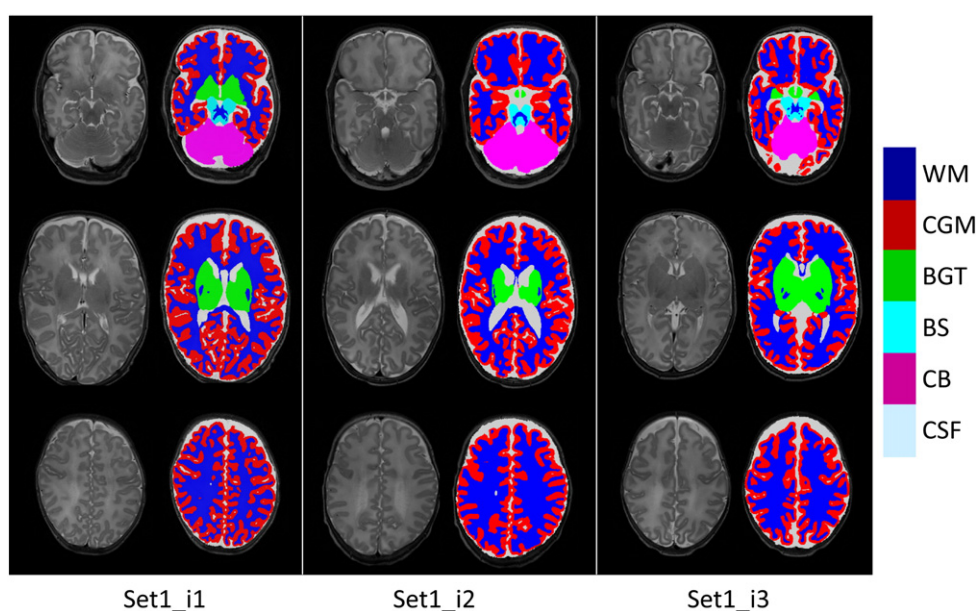 WM
CGM
BGT
BS
CB
CSF
Set1_i1
Set1_i2
Set1_i3